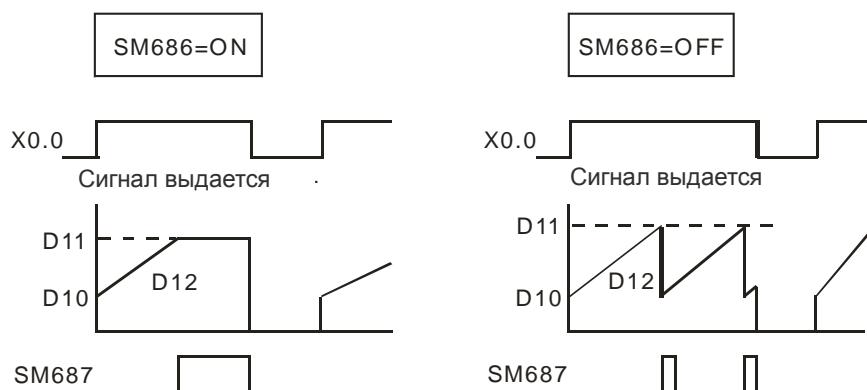 SM686=ON
X0.0
Сигнал выдается
D11
D12
D10
SM687
SM686=OFF
X0.0
Сигнал выдается
D11
D12
D10
SM687